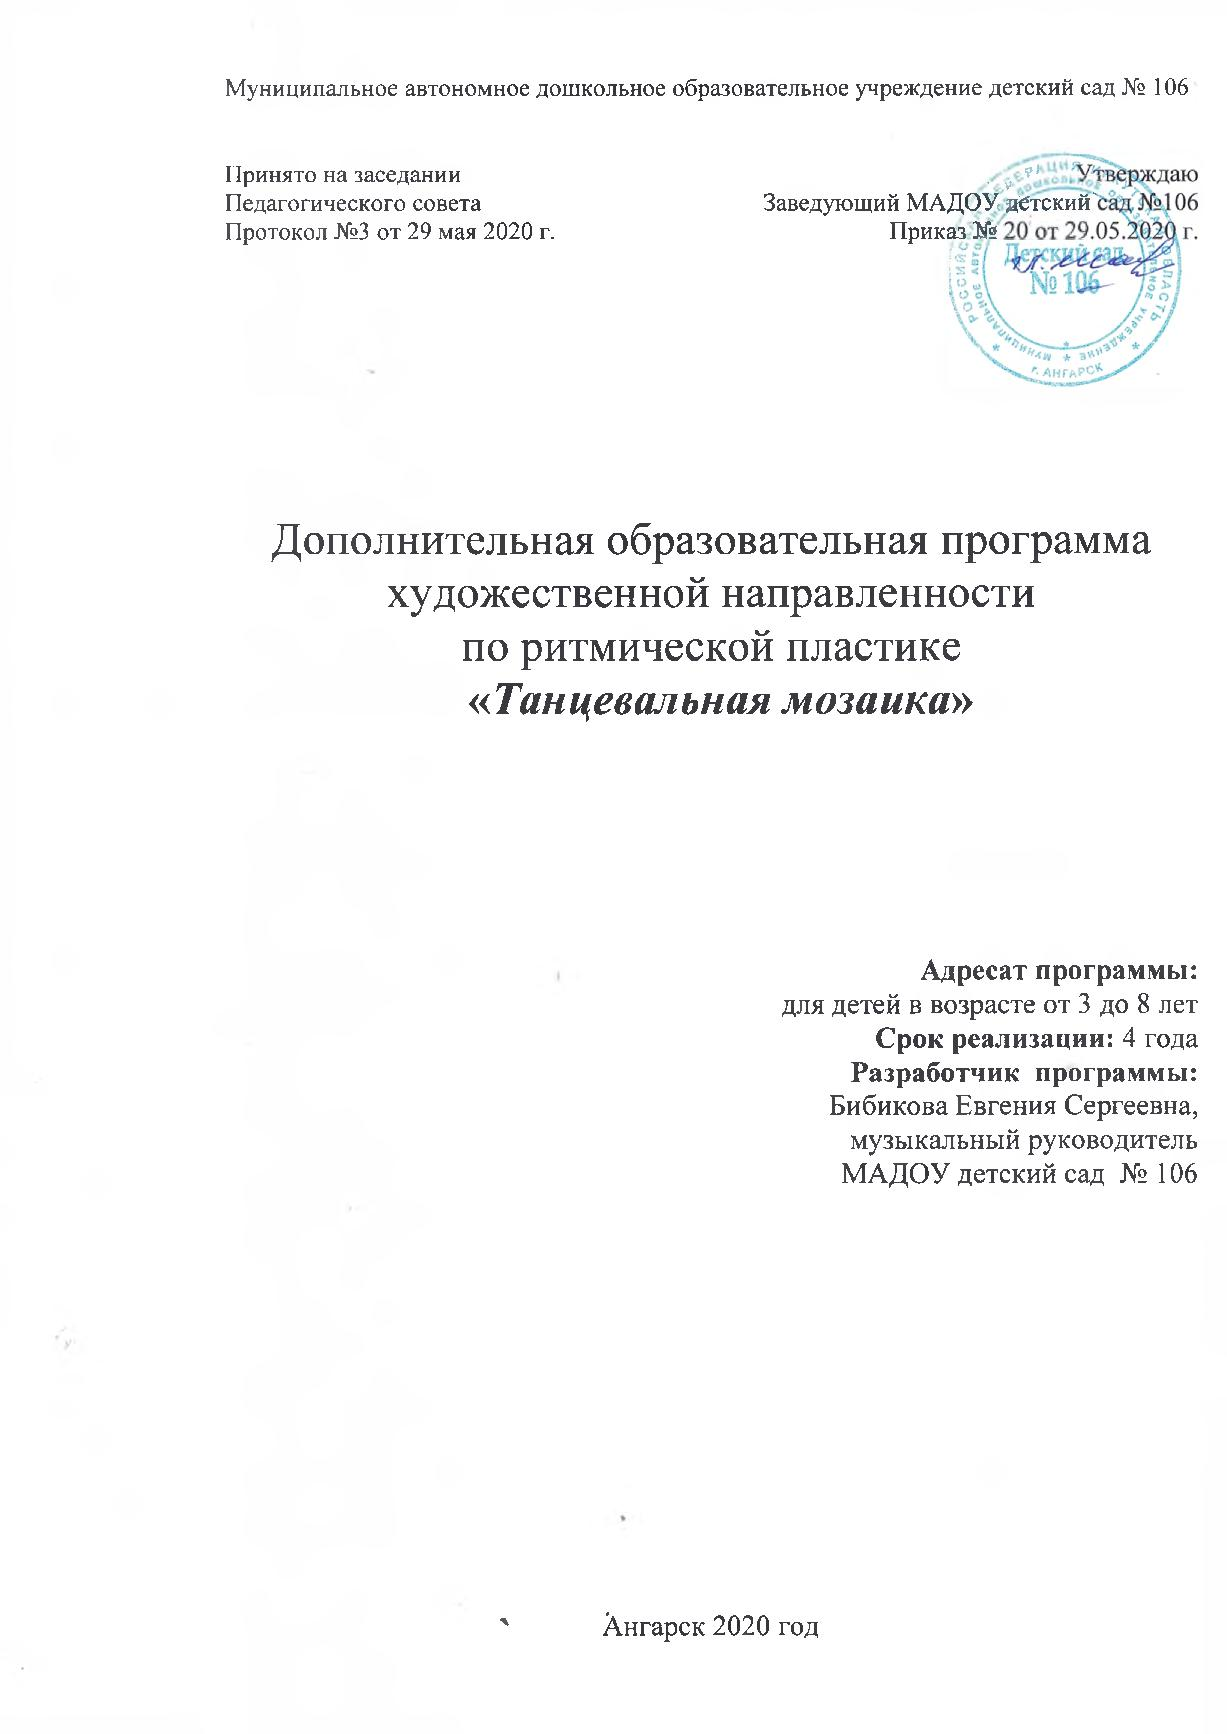 Муниципальное автономное дошкольное образовательное учреждение детский сад № 106
Принято на заседании
Педагогического совета
Протокол №3 от 29 мая 2020 г.
Утверждаю
Заведующий МАДОУ детский сад №106
Приказ № 20 от 29.05.2020 г.
Детский сад
№ 106
г. АНГАРСК
Дополнительная образовательная программа
художественной направленности
по ритмической пластике
«Танцевальная мозаика»
Адресат программы:
для детей в возрасте от 3 до 8 лет
Срок реализации: 4 года
Разработчик  программы:
Бибикова Евгения Сергеевна,
музыкальный руководитель
МАДОУ детский сад  № 106
Ангарск 2020 год